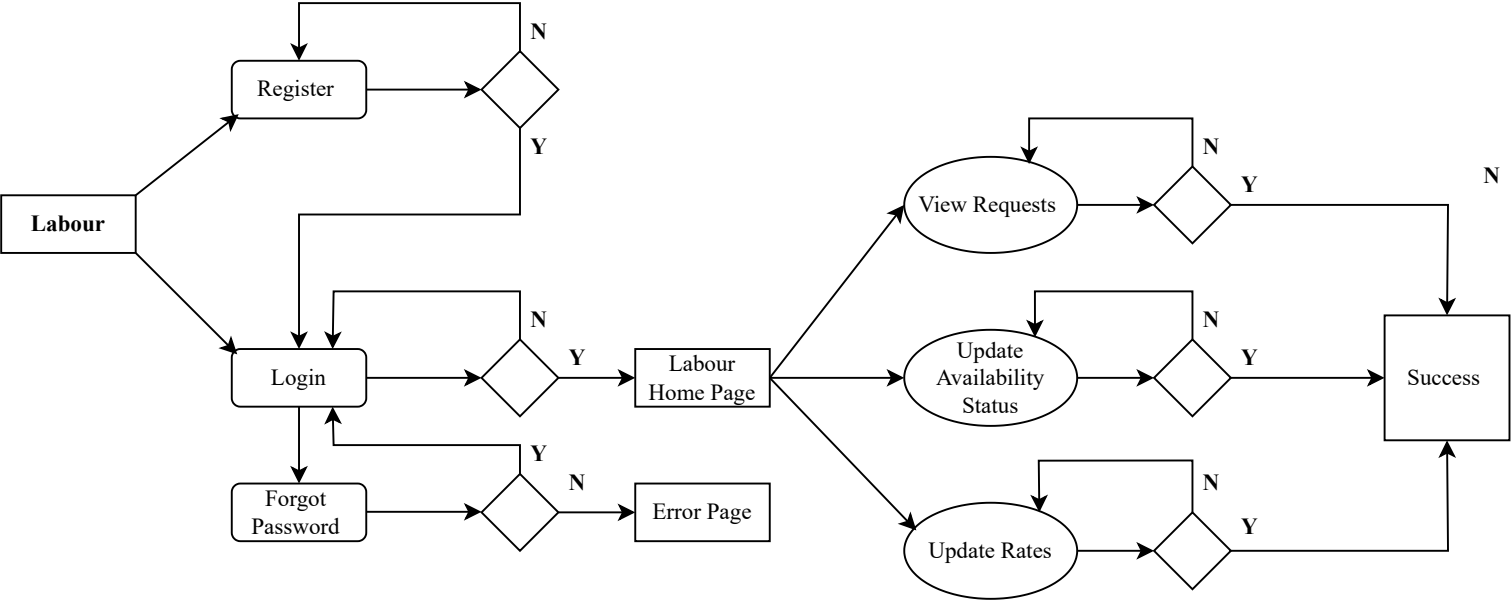 N
Register
Y
Labour
N
Y
Login
Y
N
Forgot
Password
Error Page
Labour
Home Page
N
Y
View Requests
N
N
Y
Update
Availability
Status
Success
N
Y
Update Rates